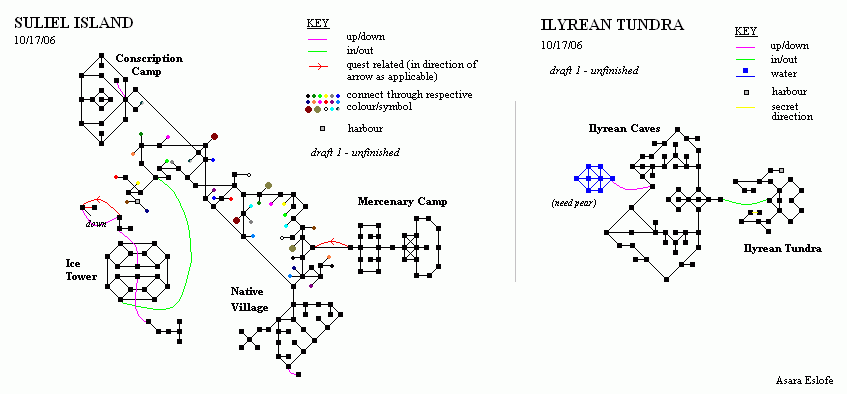 SULIEL ISLAND
10/17/06
KEY
up/down
in/out
quest related (in direction of
arrow as applicable)
connect through respective
colour/symbol
harbour
draft 1 - unfinished
Conscription
Camp
Mercenary Camp
down
Ice
Tower
Native
Village
ILYREAN TUNDRA
10/17/06
draft 1 - unfinished
KEY
up/down
in/out
water
harbour
secret
direction
Ilyrean Caves
(need pear)
Ilyrean Tundra
Asara Eslofe